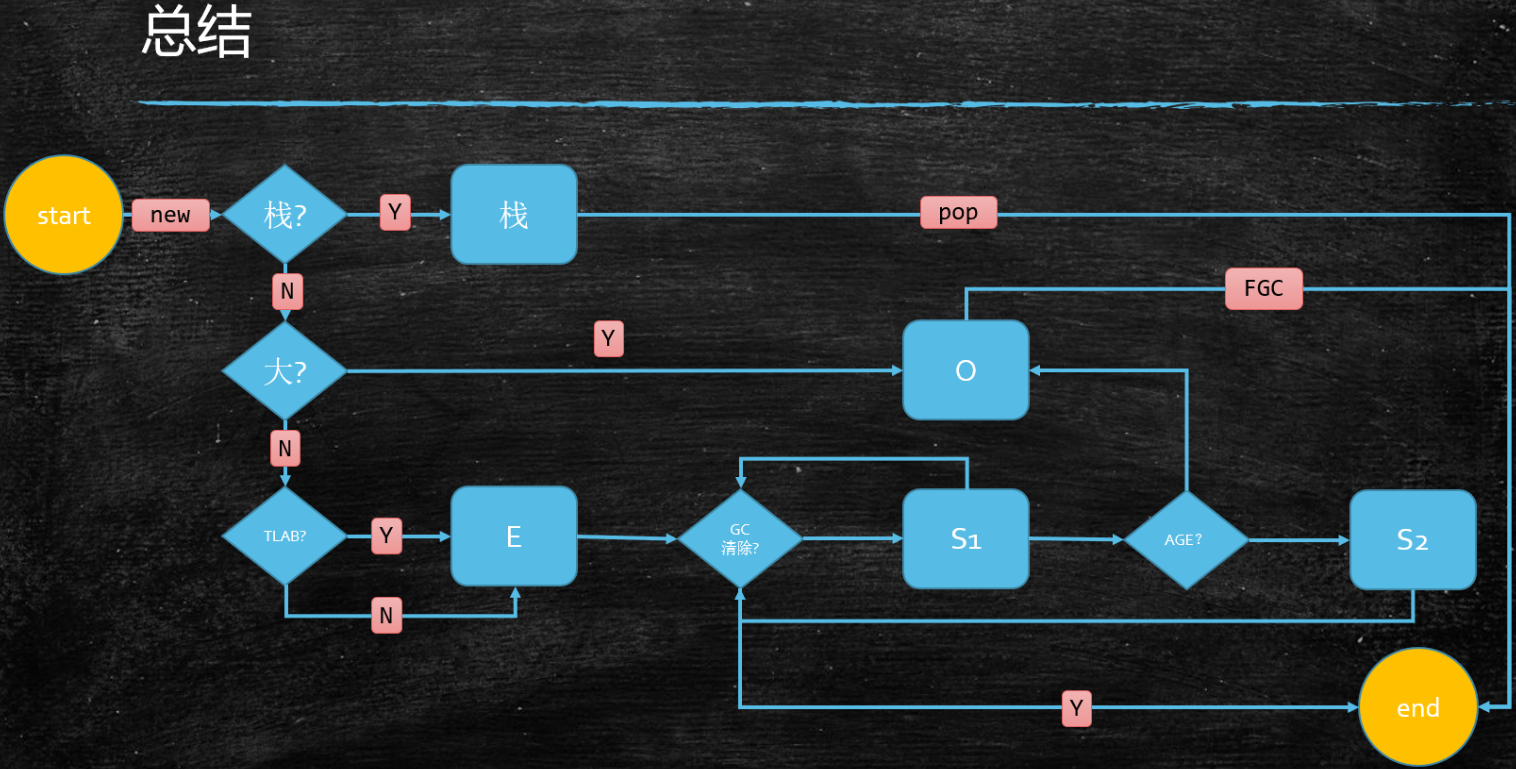 总结
start
new
栈?
Y
栈
pop
N
FGC
大?
Y
O
N
TLAB?
Y
E
GC
清除?
S1
AGE?
S2
N
Y
end